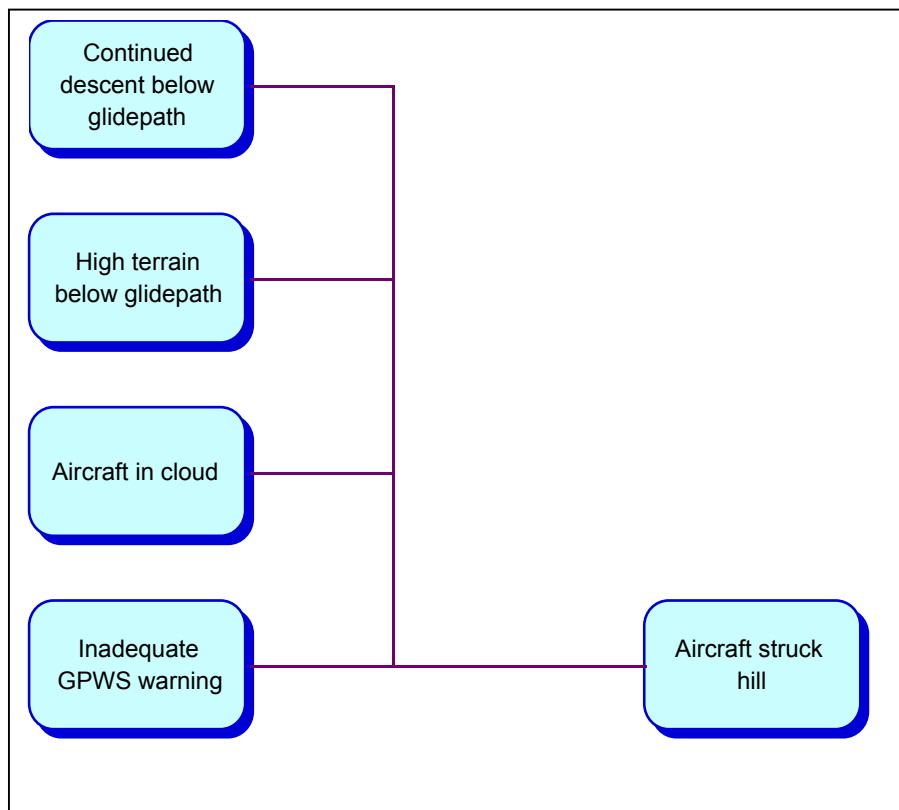 Continued
descent below
glidepath
High terrain
below glidepath
Aircraft in cloud
Inadequate
GPWS warning
Aircraft struck
hill